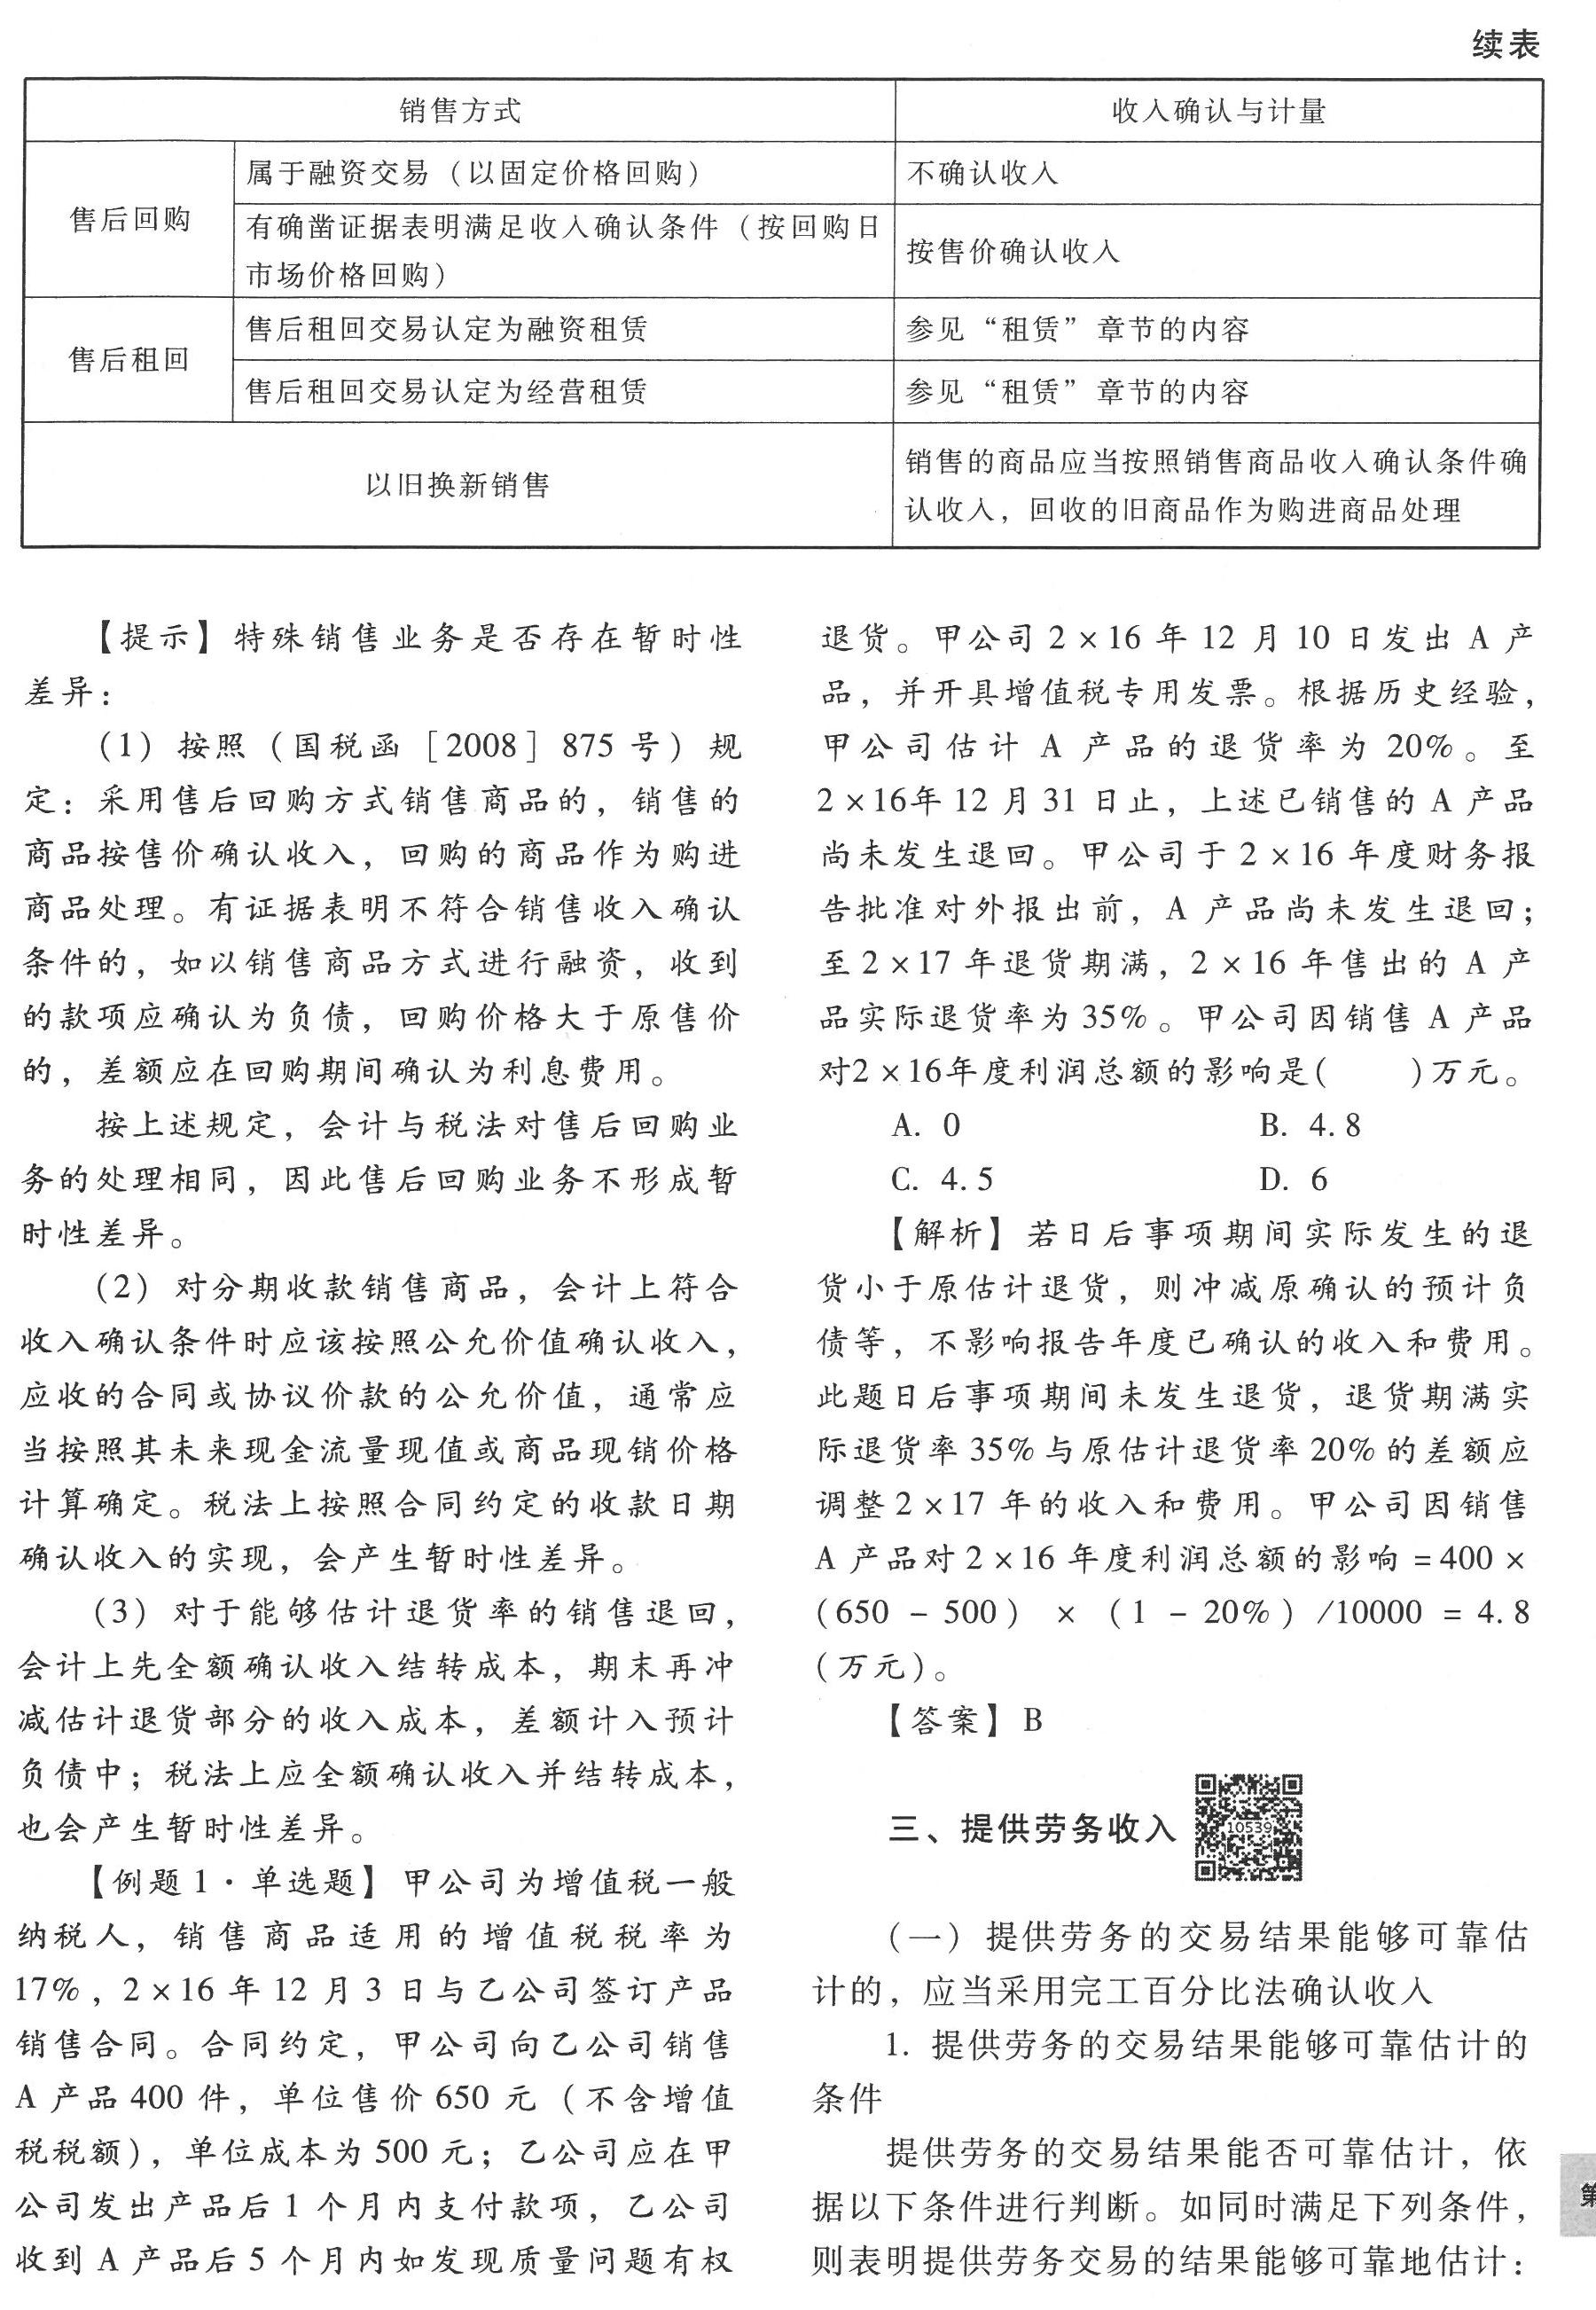 续表
销售方式
收入确认与计量
售后回购
属于融资交易（以固定价格回购）
不确认收入
有确凿证据表明满足收入确认条件（按回购日
市场价格回购）
按售价确认收入
售后租回
售后租回交易认定为融资租赁
参见“租赁”章节的内容
售后租回交易认定为经营租赁
参见“租赁”章节的内容
以旧换新销售
销售的商品应当按照销售商品收入确认条件确
认收入，回收的旧商品作为购进商品处理
【提示】特殊销售业务是否存在暂时性
差异：
（1）按照（国税函［2008］875号）规
定：采用售后回购方式销售商品的，销售的
商品按售价确认收入，回购的商品作为购进
商品处理。有证据表明不符合销售收入确认
条件的，如以销售商品方式进行融资，收到
的款项应确认为负债，回购价格大于原售价
的，差额应在回购期间确认为利息费用。
按上述规定，会计与税法对售后回购业
务的处理相同，因此售后回购业务不形成暂
时性差异。
（2）对分期收款销售商品，会计上符合
收入确认条件时应该按照公允价值确认收入，
应收的合同或协议价款的公允价值，通常应
当按照其未来现金流量现值或商品现销价格
计算确定。税法上按照合同约定的收款日期
确认收入的实现，会产生暂时性差异。
（3）对于能够估计退货率的销售退回，
会计上先全额确认收入结转成本，期末再冲
减估计退货部分的收入成本，差额计入预计
负债中；税法上应全额确认收入并结转成本，
也会产生暂时性差异。
【例题1·单选题】甲公司为增值税一般
纳税人，销售商品适用的增值税税率为
17%，2×16年12月3日与乙公司签订产品
销售合同。合同约定，甲公司向乙公司销售
A产品400件，单位售价650元（不含增值
税税额），单位成本为500元；乙公司应在甲
公司发出产品后1个月内支付款项，乙公司
收到A产品后5个月内如发现质量问题有权
退货。甲公司2×16年12月10日发出A产
品，并开具增值税专用发票。根据历史经验，
甲公司估计A产品的退货率为20%。至
2×16年12月31日止，上述已销售的A产品
尚未发生退回。甲公司于2×16年度财务报
告批准对外报出前，A产品尚未发生退回；
至2×17年退货期满，2×16年售出的A产
品实际退货率为35%。甲公司因销售A产品
对2×16年度利润总额的影响是（　　）万元。
A. 0　　B. 4.8
C. 4.5　　D. 6
【解析】若日后事项期间实际发生的退
货小于原估计退货，则冲减原确认的预计负
债等，不影响报告年度已确认的收入和费用。
此题日后事项期间未发生退货，退货期满实
际退货率35%与原估计退货率20%的差额应
调整2×17年的收入和费用。甲公司因销售
A产品对2×16年度利润总额的影响=400×
（650-500）×（1-20%）/10000=4.8
（万元）。
【答案】B
三、提供劳务收入
10539
（一）提供劳务的交易结果能够可靠估
计的，应当采用完工百分比法确认收入
1. 提供劳务的交易结果能够可靠估计的
条件
提供劳务的交易结果能否可靠估计，依
据以下条件进行判断。如同时满足下列条件，
则表明提供劳务交易的结果能够可靠地估计：